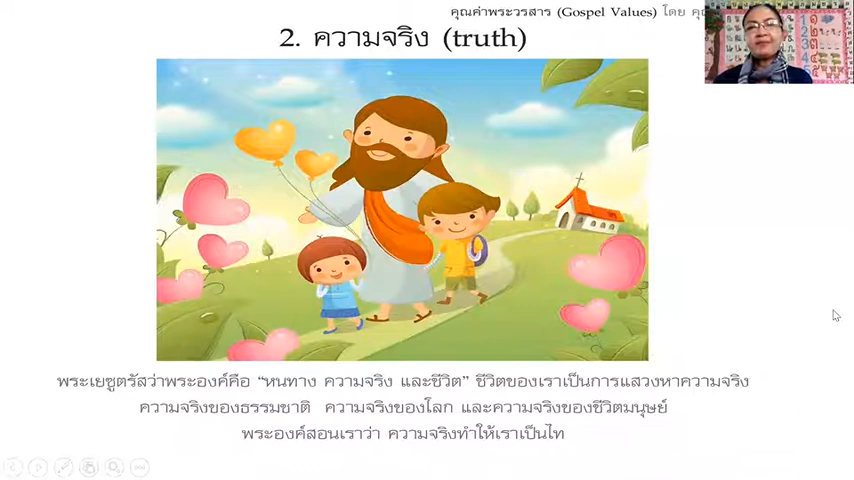 คุณค่าพระวรสาร (Gospel Values) โดย คุณ
2. ความจริง (truth)
พระเยซูตรัสว่าพระองค์คือ “หนทาง ความจริง และชีวิต” ชีวิตของเราเป็นการแสวงหาความจริง
ความจริงของธรรมชาติ ความจริงของโลก และความจริงของชีวิตมนุษย์
พระองค์สอนเราว่า ความจริงทำให้เราเป็นไท